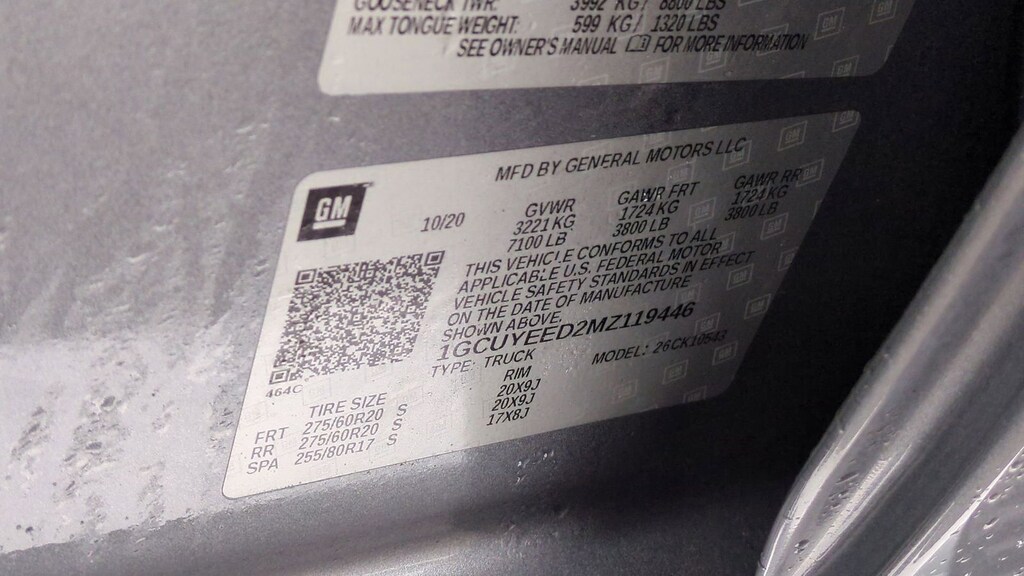 GOOSENECK TWR: 3992 KG/ 8800 LBS
MAX TONGUE WEIGHT: 599 KG/ 1320 LBS
SEE OWNER'S MANUAL FOR MORE INFORMATION
MFD BY GENERAL MOTORS LLC
GM
10/20
GVWR GAWR FRT GAWR RR
3221 KG 1724 KG 1724 KG
7100 LB 3800 LB 3800 LB
THIS VEHICLE CONFORMS TO ALL
APPLICABLE U.S. FEDERAL MOTOR
VEHICLE SAFETY STANDARDS IN EFFECT
ON THE DATE OF MANUFACTURE
SHOWN ABOVE.
1GCUYEED2MZ119446
TYPE: TRUCK MODEL: 26CK10543
464C
TIRE SIZE RIM
FRT 275/60R20 S 20X9J
RR 275/60R20 S 20X9J
SPA 255/80R17 S 17X8J